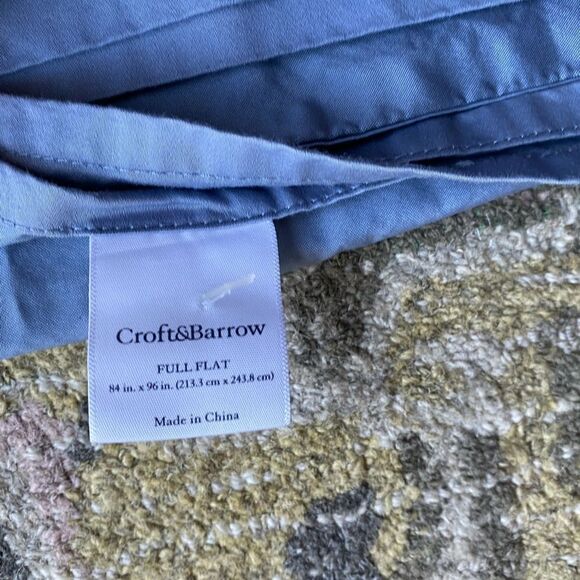 Croft&Barrow
FULL FLAT
84 in. x 96 in. (213.3 cm x 243.8 cm)
Made in China